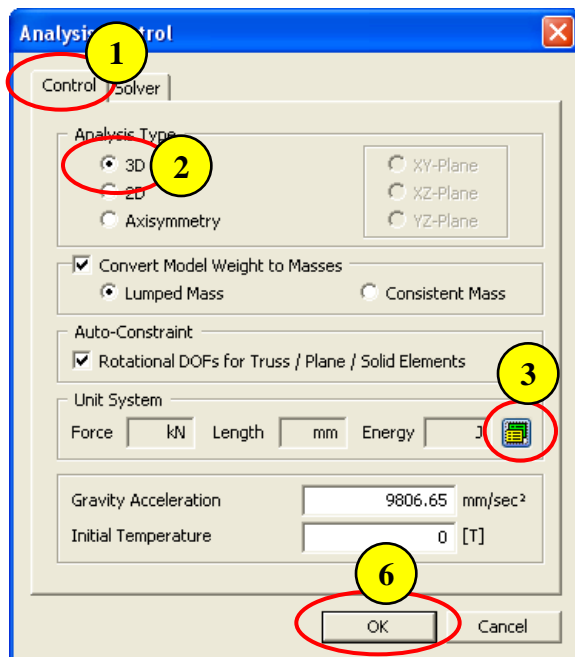 Analysis Control
1
Control Solver
Analysis Type
3D 2 XY-Plane
2D XZ-Plane
Axisymmetry YZ-Plane
Convert Model Weight to Masses
Lumped Mass Consistent Mass
Auto-Constraint
Rotational DOFs for Truss / Plane / Solid Elements
3
Unit System
Force kN Length mm Energy J
Gravity Acceleration 9806.65 mm/sec²
Initial Temperature 0 [T]
6
OK Cancel